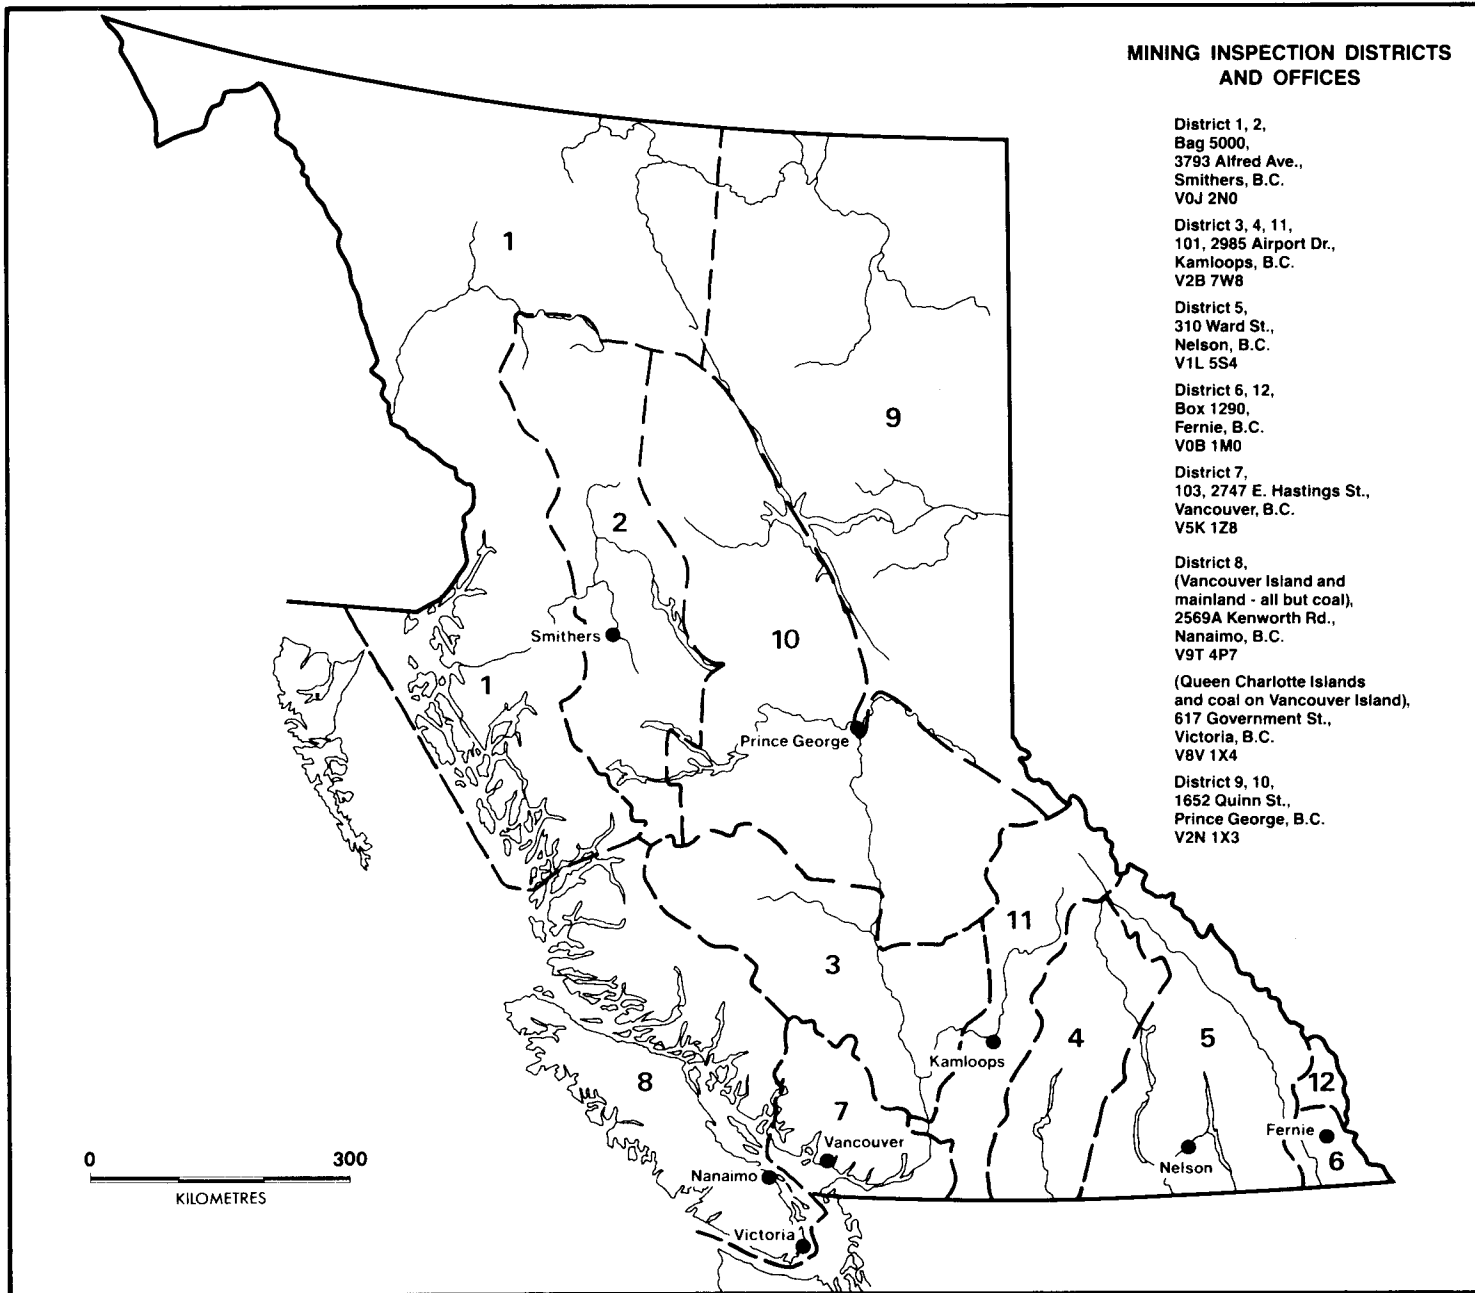 MINING INSPECTION DISTRICTS
AND OFFICES
District 1, 2,
Bag 5000,
3793 Alfred Ave.,
Smithers, B.C.
V0J 2N0
District 3, 4, 11,
101, 2985 Airport Dr.,
Kamloops, B.C.
V2B 7W8
District 5,
310 Ward St.,
Nelson, B.C.
V1L 5S4
District 6, 12,
Box 1290,
Fernie, B.C.
V0B 1M0
District 7,
103, 2747 E. Hastings St.,
Vancouver, B.C.
V5K 1Z8
District 8,
(Vancouver Island and
mainland - all but coal),
2569A Kenworth Rd.,
Nanaimo, B.C.
V9T 4P7
(Queen Charlotte Islands
and coal on Vancouver Island),
617 Government St.,
Victoria, B.C.
V8V 1X4
District 9, 10,
1652 Quinn St.,
Prince George, B.C.
V2N 1X3
1
9
2
Smithers
10
1
Prince George
11
3
Kamloops
4
5
8
12
7
Vancouver
Fernie
Nelson
6
Nanaimo
Victoria
0 300
KILOMETRES